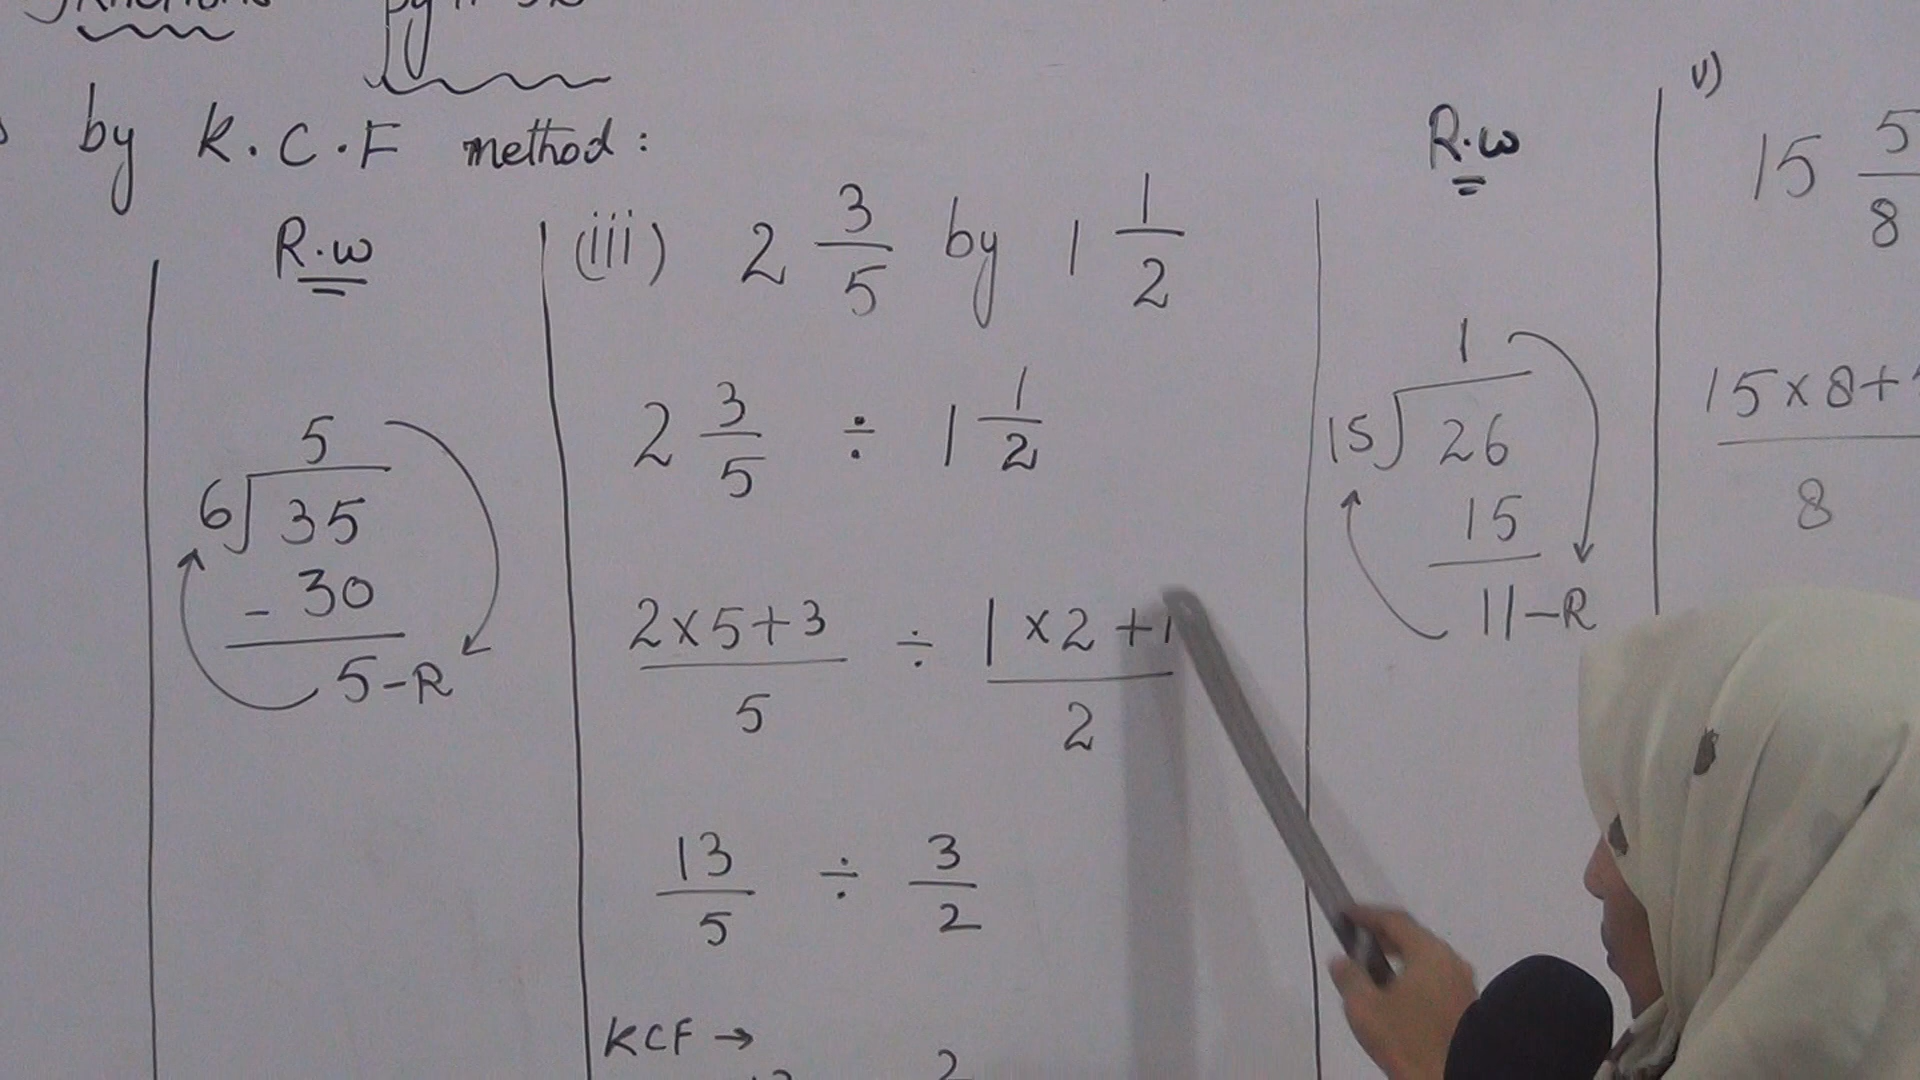 by K.C.F method:
R.w
5
6) 35
- 30
5-R
(iii) 2 3/5 by 1 1/2
2 3/5 ÷ 1 1/2
2×5+3/5 ÷ 1×2+1/2
13/5 ÷ 3/2
KCF →
R.w
1
15) 26
15
11-R
v)
15 5/8
15×8+
8